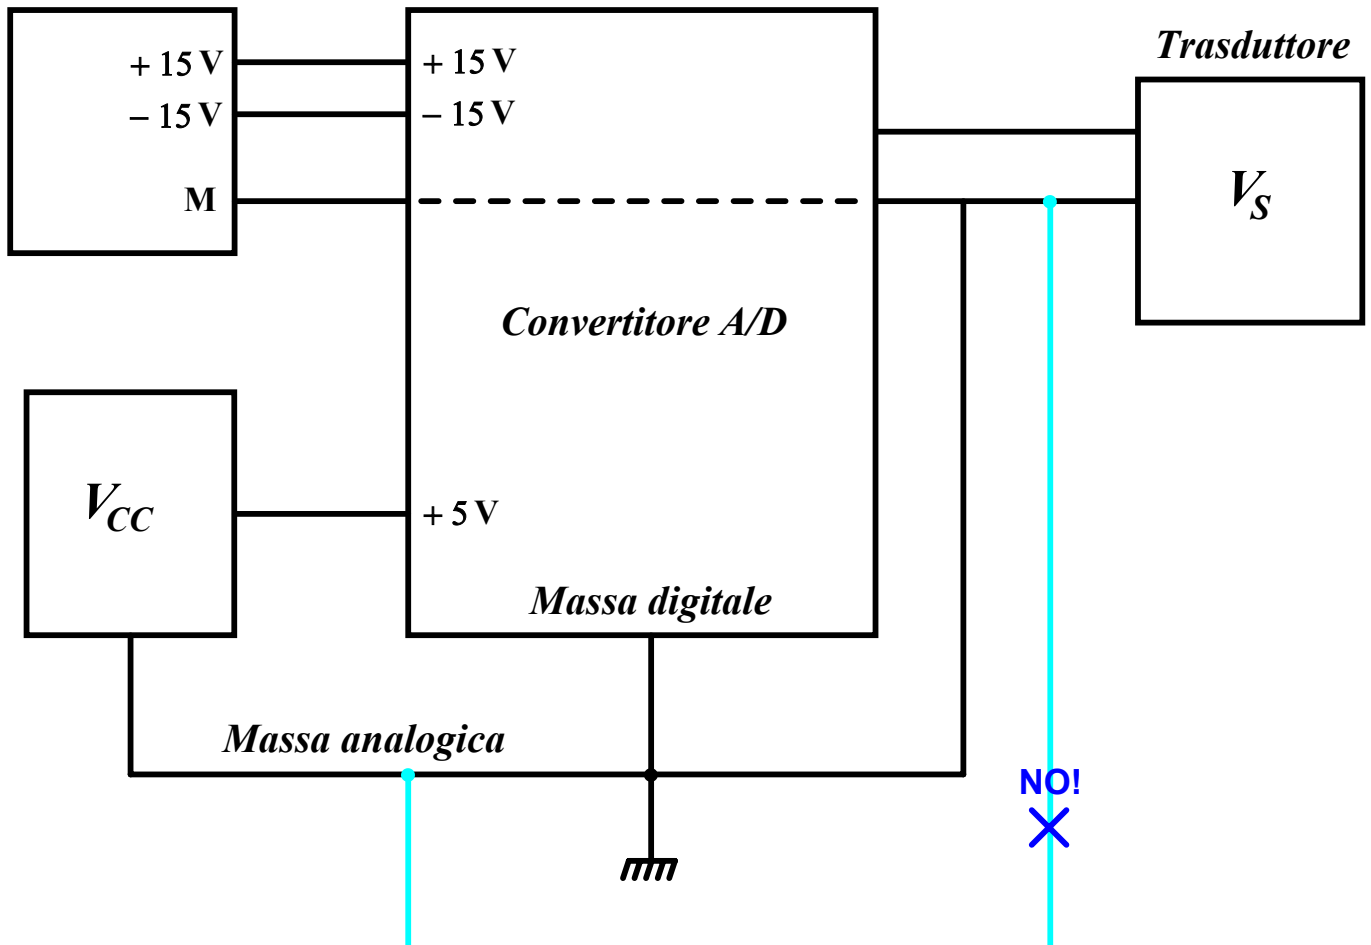 Trasduttore
+ 15 V
+ 15 V
– 15 V
– 15 V
M
V_S
Convertitore A/D
V_CC
+ 5 V
Massa digitale
Massa analogica
NO!